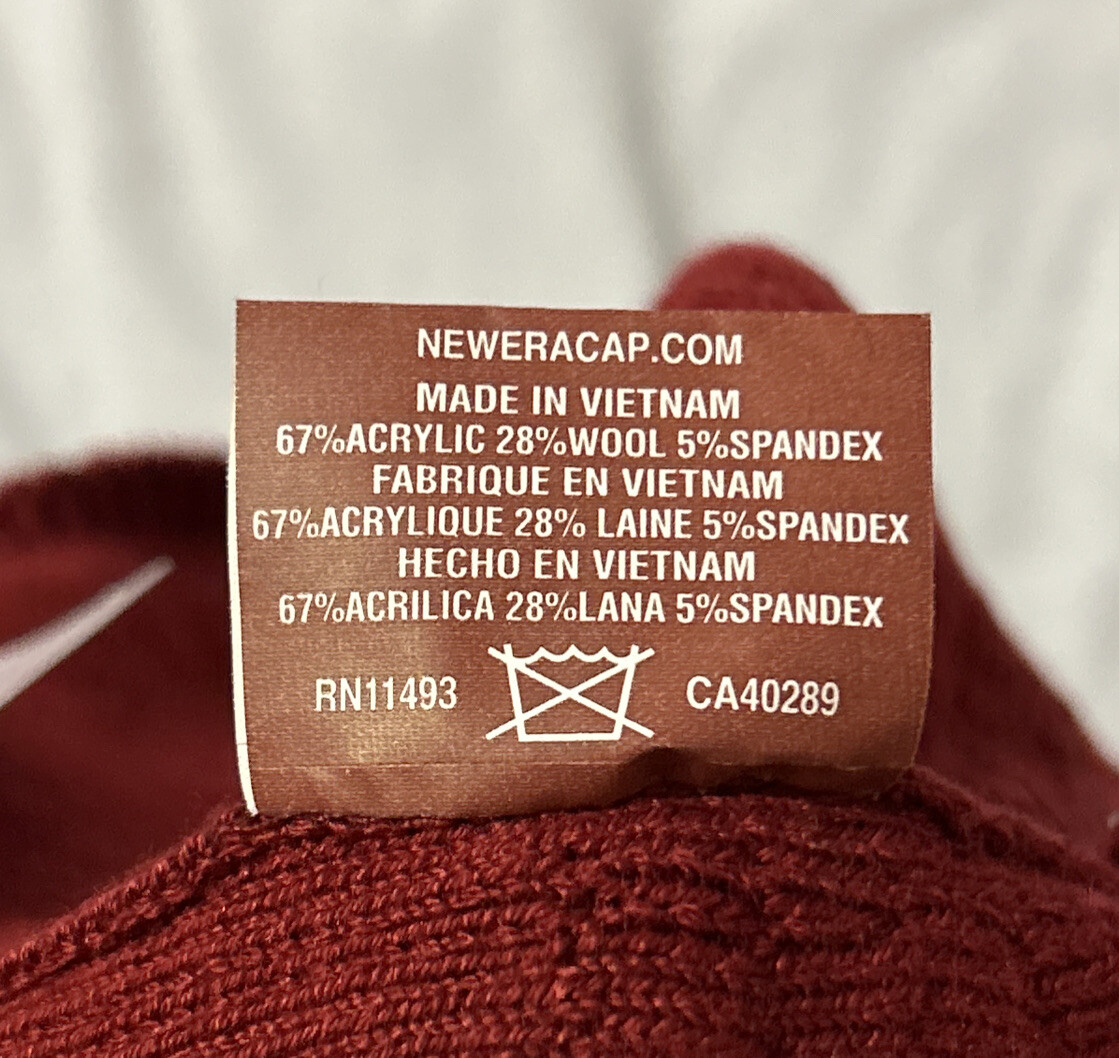 NEWERACAP.COM
MADE IN VIETNAM
67%ACRYLIC 28%WOOL 5%SPANDEX
FABRIQUE EN VIETNAM
67%ACRYLIQUE 28% LAINE 5%SPANDEX
HECHO EN VIETNAM
67%ACRILICA 28%LANA 5%SPANDEX
RN11493 CA40289